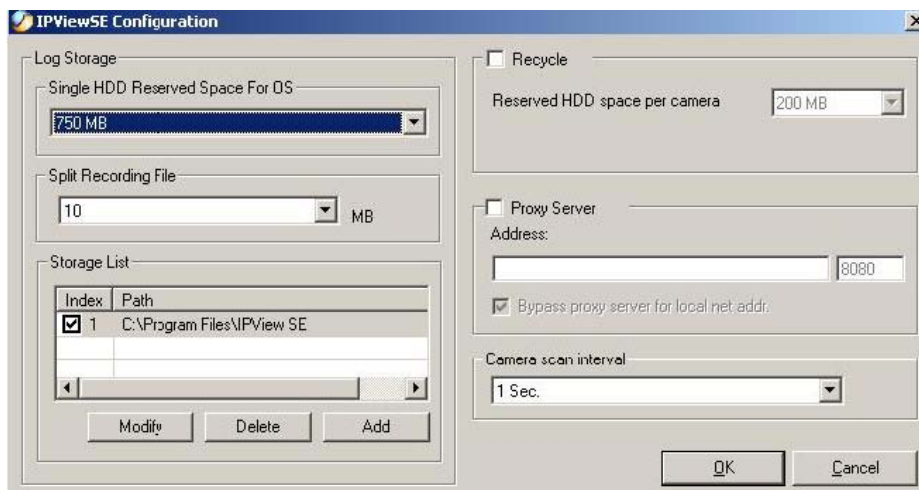 IPViewSE Configuration
Log Storage
Single HDD Reserved Space For OS
750 MB
Split Recording File
10
MB
Storage List
Index Path
1 C:\Program Files\IPView SE
Modify Delete Add
Recycle
Reserved HDD space per camera 200 MB
Proxy Server
Address:
8080
Bypass proxy server for local net addr.
Camera scan interval
1 Sec.
OK Cancel